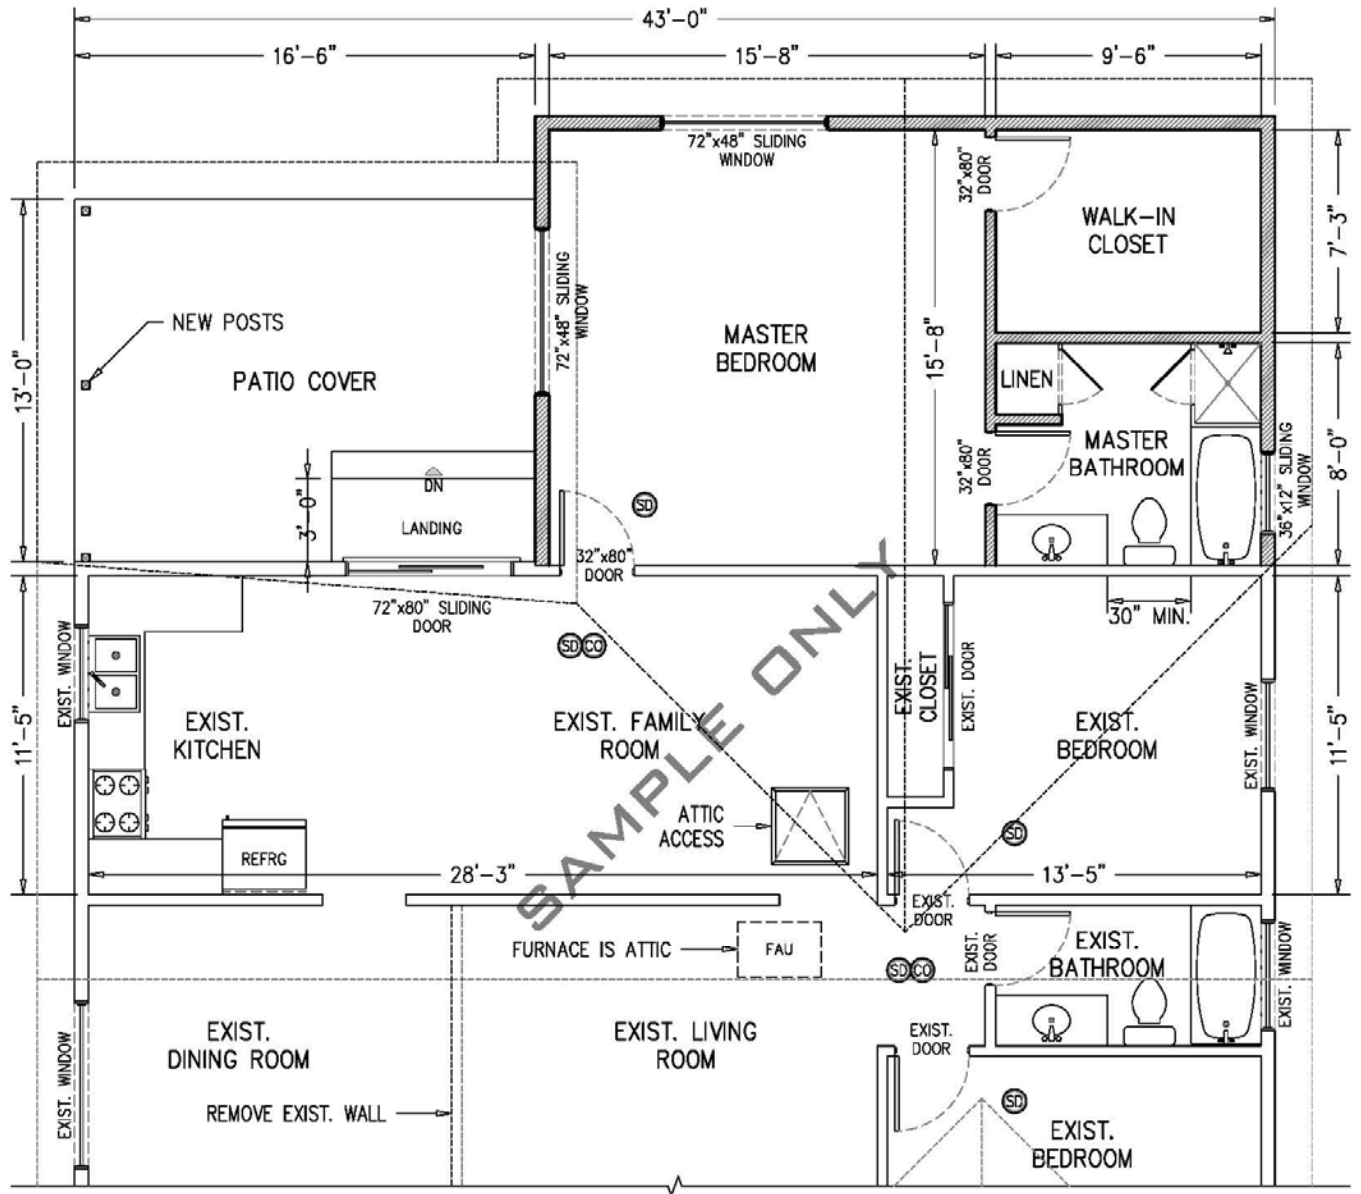 43'-0"
16'-6"
15'-8"
9'-6"
72"x48" SLIDING
WINDOW
32"x80"
DOOR
WALK-IN
CLOSET
7'-3"
72"x48" SLIDING
WINDOW
NEW POSTS
MASTER
BEDROOM
15'-8"
PATIO COVER
13'-0"
LINEN
MASTER
BATHROOM
32"x80"
DOOR
36"x12" SLIDING
WINDOW
8'-0"
DN
LANDING
3'-0"
SD
32"x80"
DOOR
72"x80" SLIDING
DOOR
30" MIN.
SD CO
EXIST. WINDOW
EXIST.
KITCHEN
EXIST. FAMILY
ROOM
EXIST.
CLOSET
EXIST. DOOR
EXIST.
BEDROOM
EXIST. WINDOW
11'-5"
11'-5"
SAMPLE ONLY
ATTIC
ACCESS
SD
REFRG
28'-3"
13'-5"
EXIST.
DOOR
FURNACE IS ATTIC
FAU
SD CO
EXIST.
DOOR
EXIST.
BATHROOM
EXIST. WINDOW
EXIST.
DINING ROOM
EXIST. LIVING
ROOM
EXIST.
DOOR
EXIST. WINDOW
REMOVE EXIST. WALL
SD
EXIST.
BEDROOM